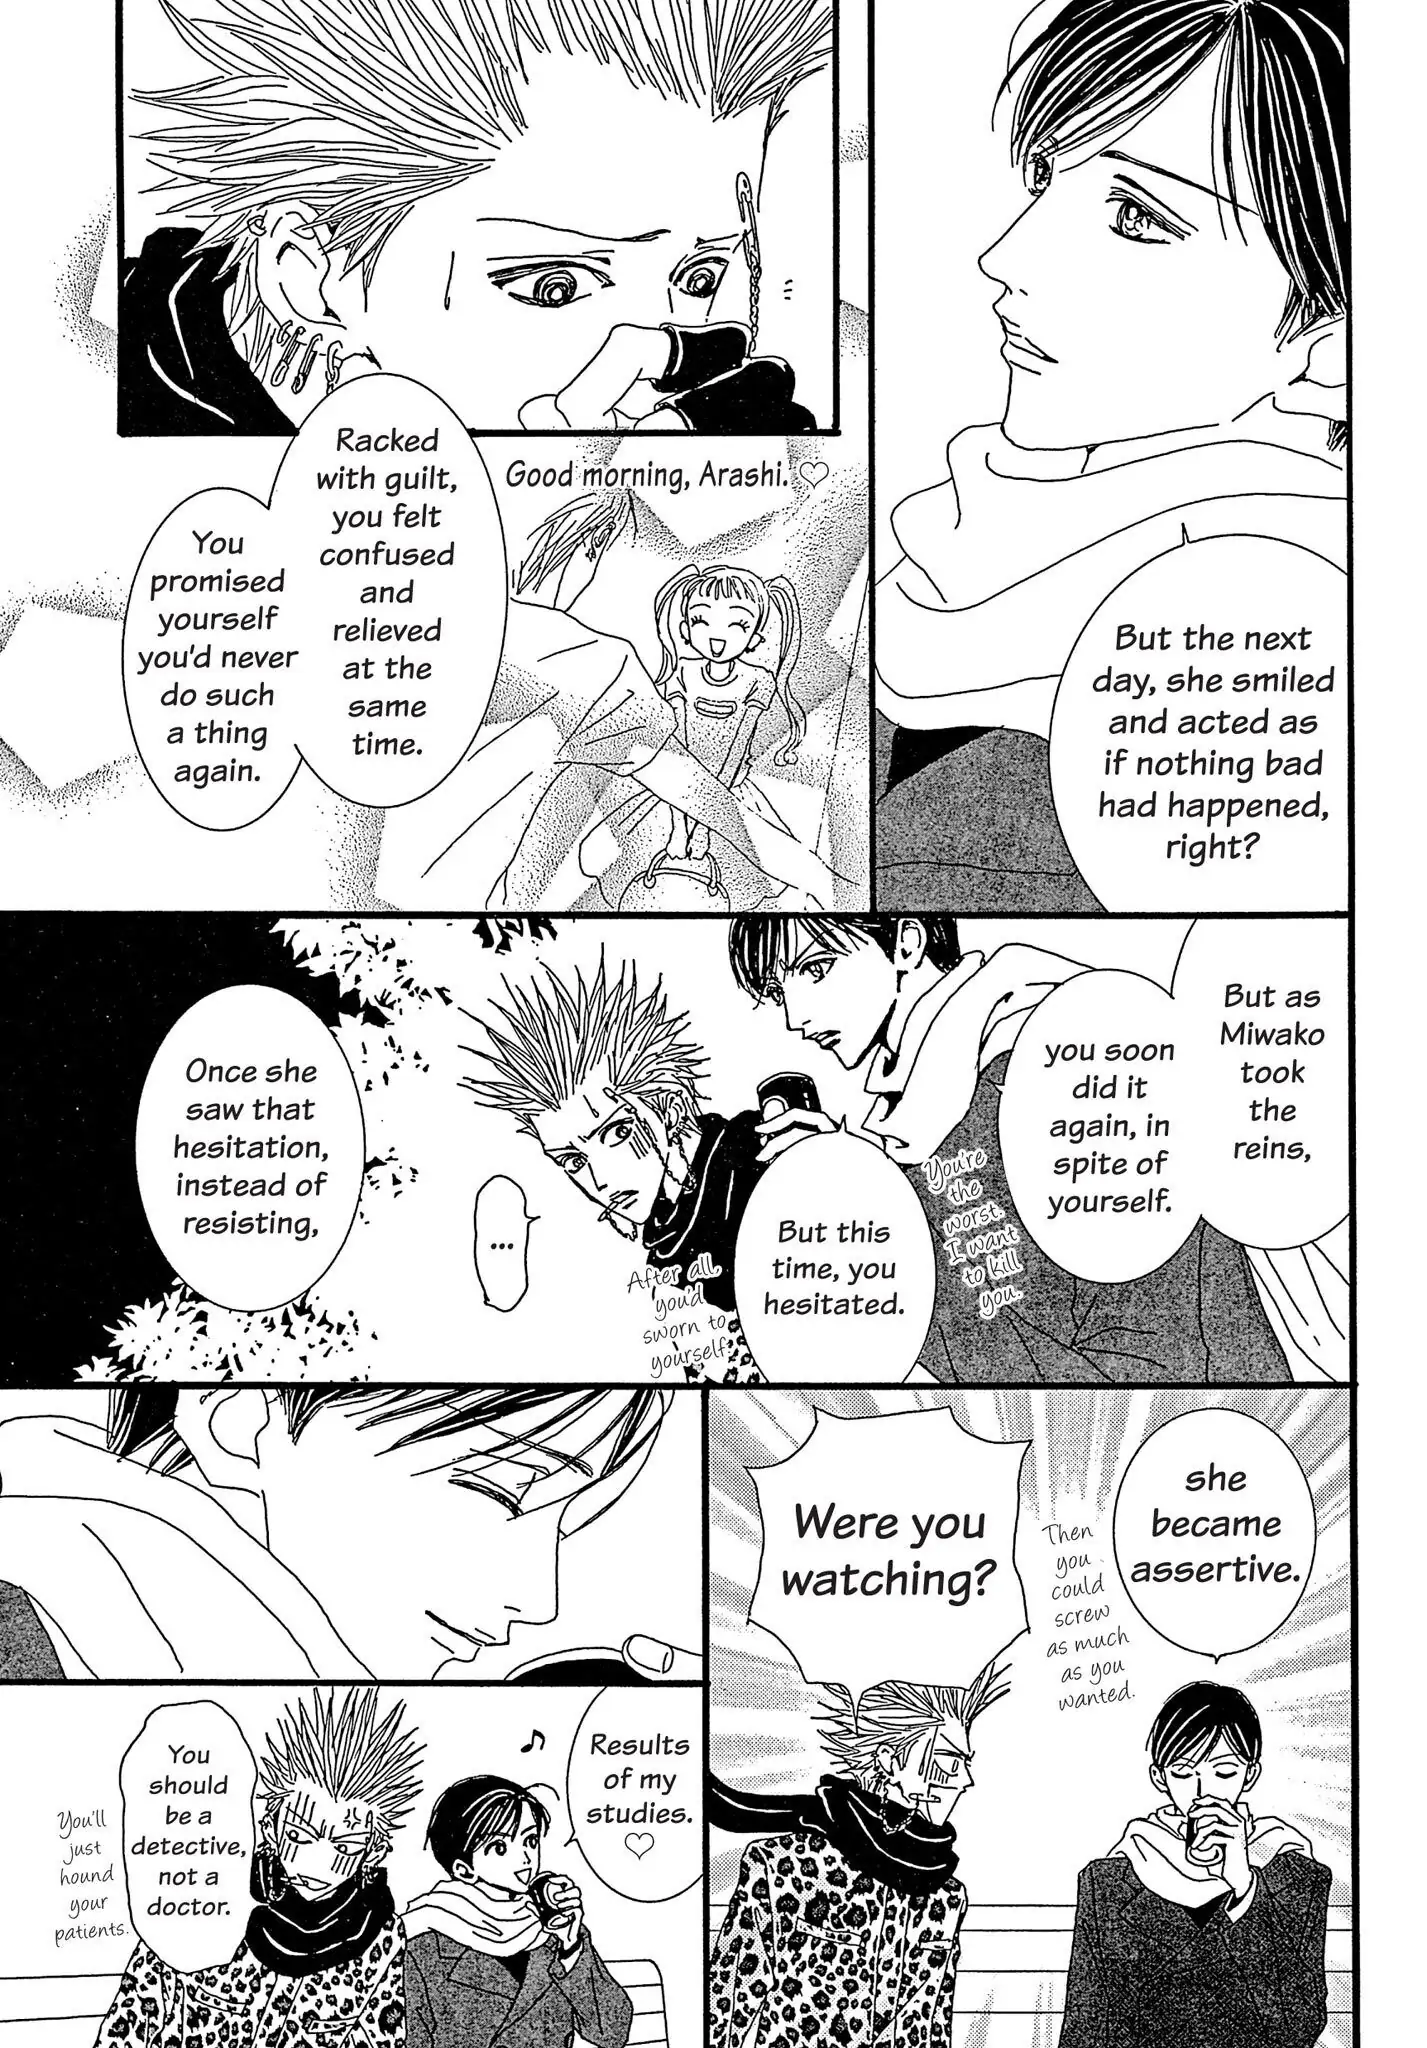 But the next
day, she smiled
and acted as
if nothing bad
had happened,
right?
Good morning, Arashi. ♡
Racked
with guilt,
you felt
confused
and
relieved
at the
same
time.
You
promised
yourself
you'd never
do such
a thing
again.
But as
Miwako
took
the
reins,
you soon
did it
again, in
spite of
yourself.
You're
the
worst.
I want
to kill
you.
But this
time, you
hesitated.
After all,
you'd
sworn to
yourself.
...
Once she
saw that
hesitation,
instead of
resisting,
she
became
assertive.
Then
you
could
screw
as much
as you
wanted.
Were you
watching?
Results
of my
studies.
♡
♪
You
should
be a
detective,
not a
doctor.
You'll
just
hound
your
patients.